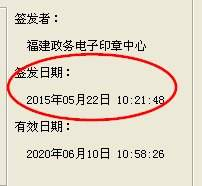 签发者：
福建政务电子印章中心
签发日期：
2015年05月22日 10:21:48
有效日期：
2020年06月10日 10:58:26